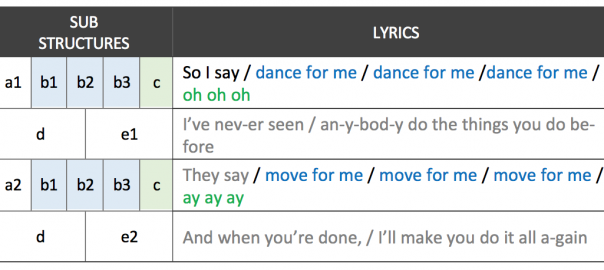 SUB
STRUCTURES
LYRICS
a1 b1 b2 b3 c
So I say / dance for me / dance for me /dance for me /
oh oh oh
d e1
I've nev-er seen / an-y-bod-y do the things you do be-
fore
a2 b1 b2 b3 c
They say / move for me / move for me / move for me /
ay ay ay
d e2
And when you're done, / I'll make you do it all a-gain